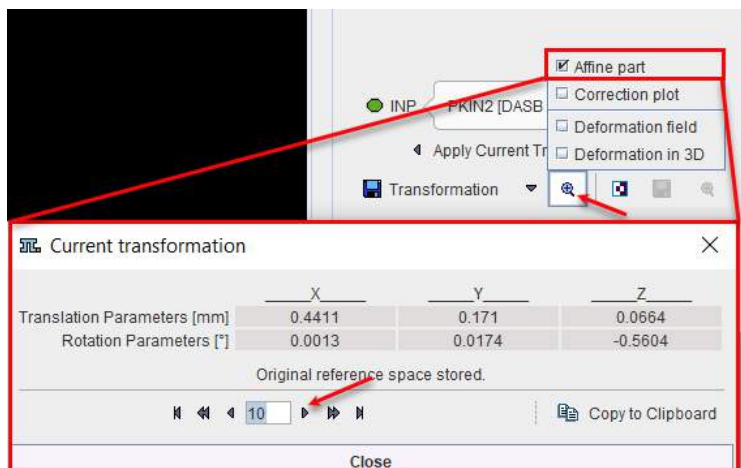 Affine part
INP PKIN2 [DASB
Correction plot
Deformation field
Apply Current Tr
Deformation in 3D
Transformation
Current transformation
X Y Z
Translation Parameters [mm] 0.4411 0.171 0.0664
Rotation Parameters [°] 0.0013 0.0174 -0.5604
Original reference space stored.
10 Copy to Clipboard
Close